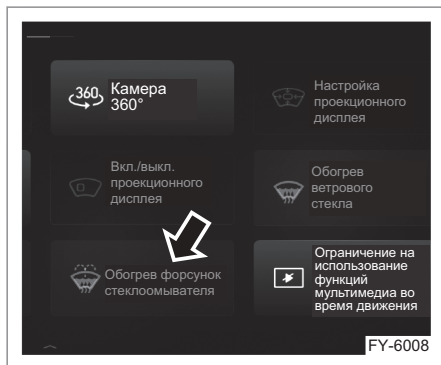 360
Камера
360°
Настройка
проекционного
дисплея
Вкл./выкл.
проекционного
дисплея
Обогрев
ветрового
стекла
Обогрев форсунок
стеклоомывателя
Ограничение на
использование
функций
мультимедиа во
время движения
FY-6008